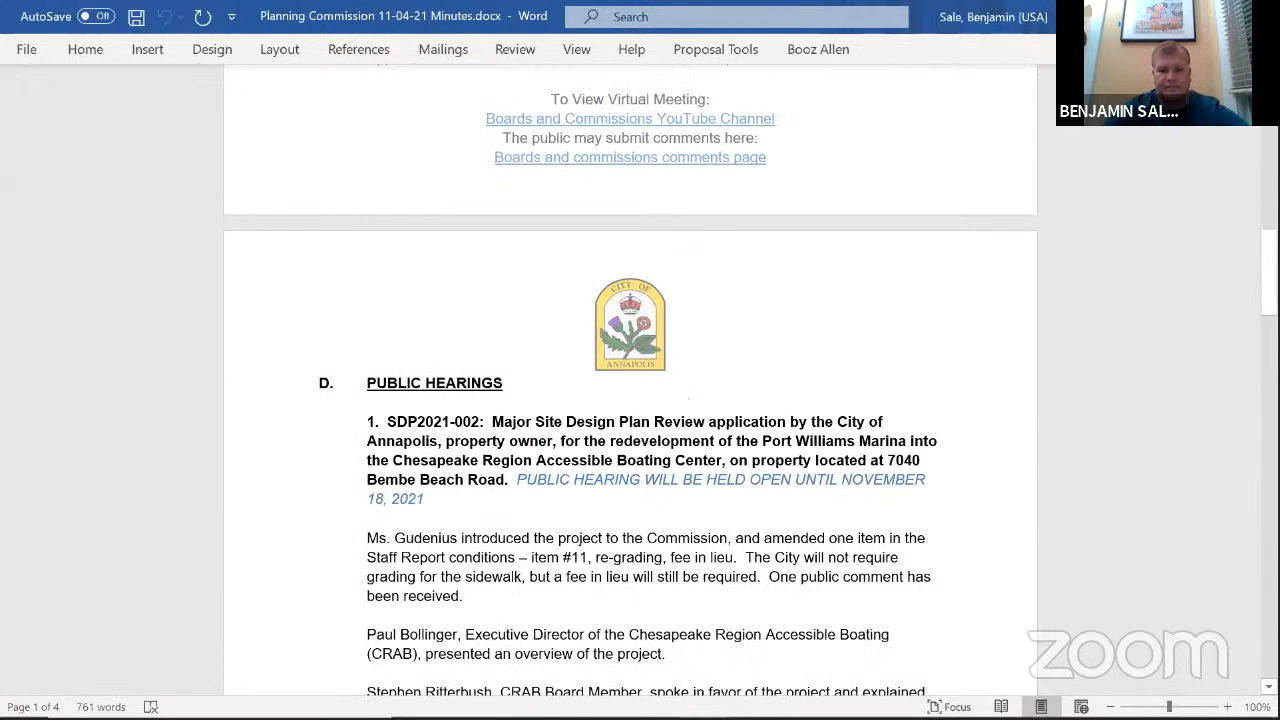 AutoSave Off Planning Commission 11-04-21 Minutes.docx - Word Search Sale, Benjamin [USA]
File Home Insert Design Layout References Mailings Review View Help Proposal Tools Booz Allen
BENJAMIN SAL...
To View Virtual Meeting:
Boards and Commissions YouTube Channel
The public may submit comments here:
Boards and commissions comments page
CITY OF
ANNAPOLIS
D. PUBLIC HEARINGS
1. SDP2021-002: Major Site Design Plan Review application by the City of
Annapolis, property owner, for the redevelopment of the Port Williams Marina into
the Chesapeake Region Accessible Boating Center, on property located at 7040
Bembe Beach Road. PUBLIC HEARING WILL BE HELD OPEN UNTIL NOVEMBER
18, 2021
Ms. Gudenius introduced the project to the Commission, and amended one item in the
Staff Report conditions – item #11, re-grading, fee in lieu. The City will not require
grading for the sidewalk, but a fee in lieu will still be required. One public comment has
been received.
Paul Bollinger, Executive Director of the Chesapeake Region Accessible Boating
(CRAB), presented an overview of the project.
Stephen Ritterbush, CRAB Board Member, spoke in favor of the project and explained
zoom
Page 1 of 4 761 words Focus 100%